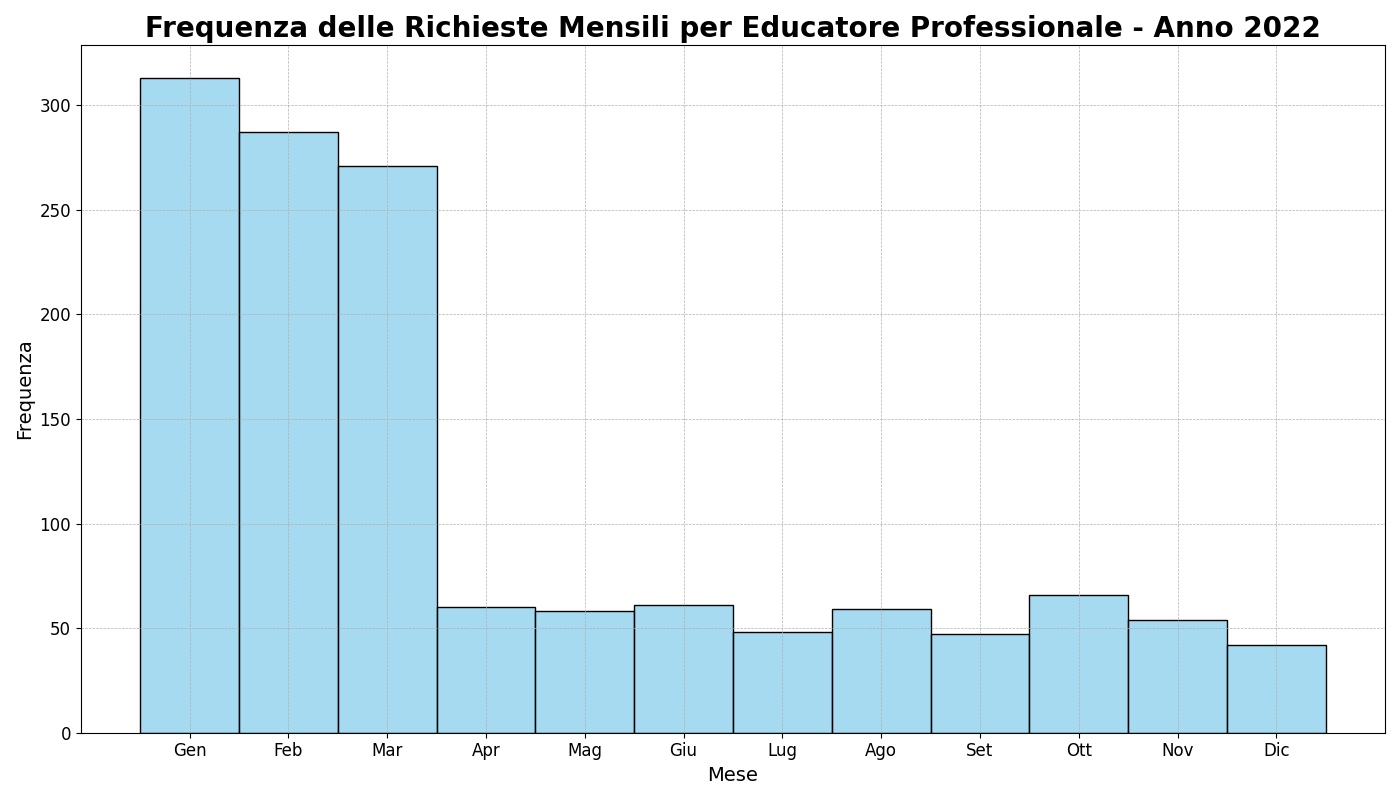 Frequenza delle Richieste Mensili per Educatore Professionale - Anno 2022
300
250
200
150
100
50
0
Frequenza
Gen Feb Mar Apr Mag Giu Lug Ago Set Ott Nov Dic
Mese